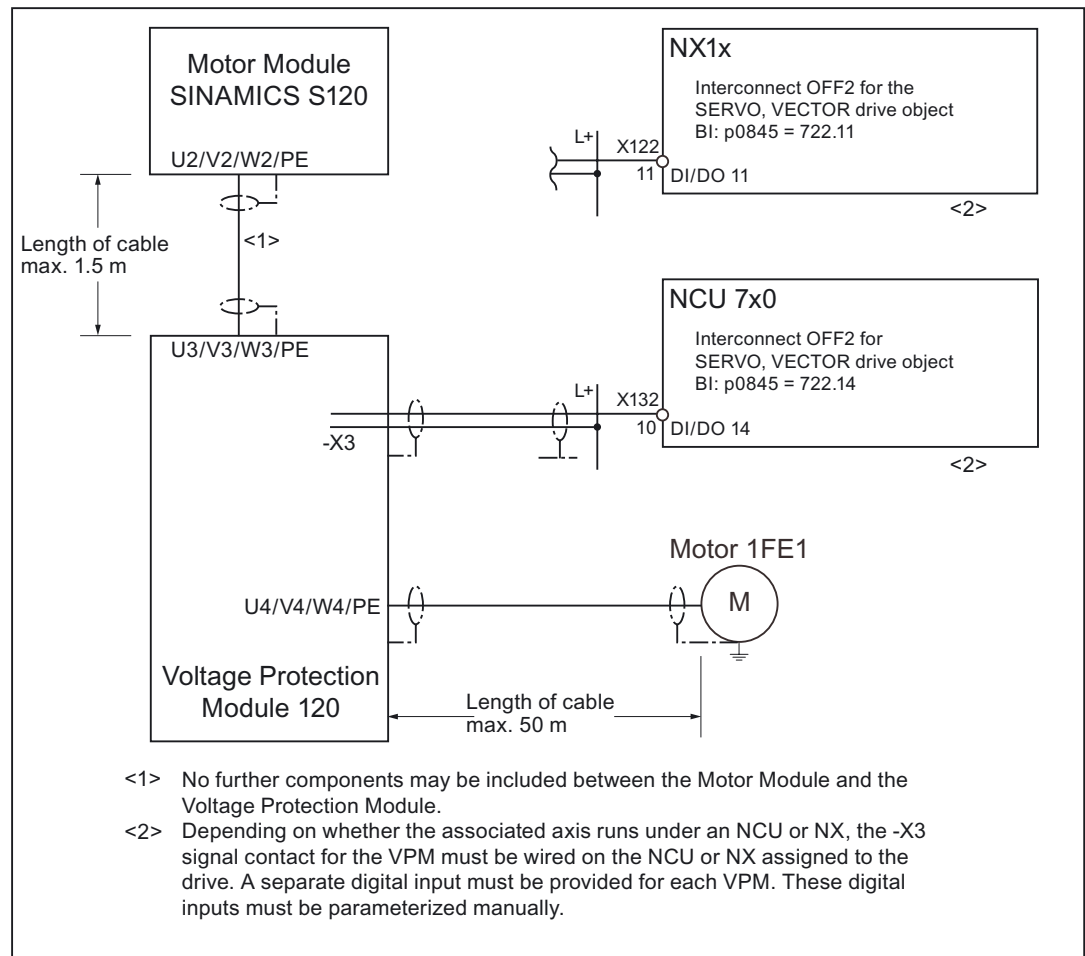 Motor Module
SINAMICS S120
U2/V2/W2/PE
Length of cable
max. 1.5 m
<1>
U3/V3/W3/PE
-X3
U4/V4/W4/PE
Voltage Protection
Module 120
NX1x
Interconnect OFF2 for the
SERVO, VECTOR drive object
BI: p0845 = 722.11
L+
X122
11
DI/DO 11
<2>
NCU 7x0
Interconnect OFF2 for
SERVO, VECTOR drive object
BI: p0845 = 722.14
L+
X132
10
DI/DO 14
<2>
Motor 1FE1
M
Length of cable
max. 50 m
<1> No further components may be included between the Motor Module and the
Voltage Protection Module.
<2> Depending on whether the associated axis runs under an NCU or NX, the -X3
signal contact for the VPM must be wired on the NCU or NX assigned to the
drive. A separate digital input must be provided for each VPM. These digital
inputs must be parameterized manually.